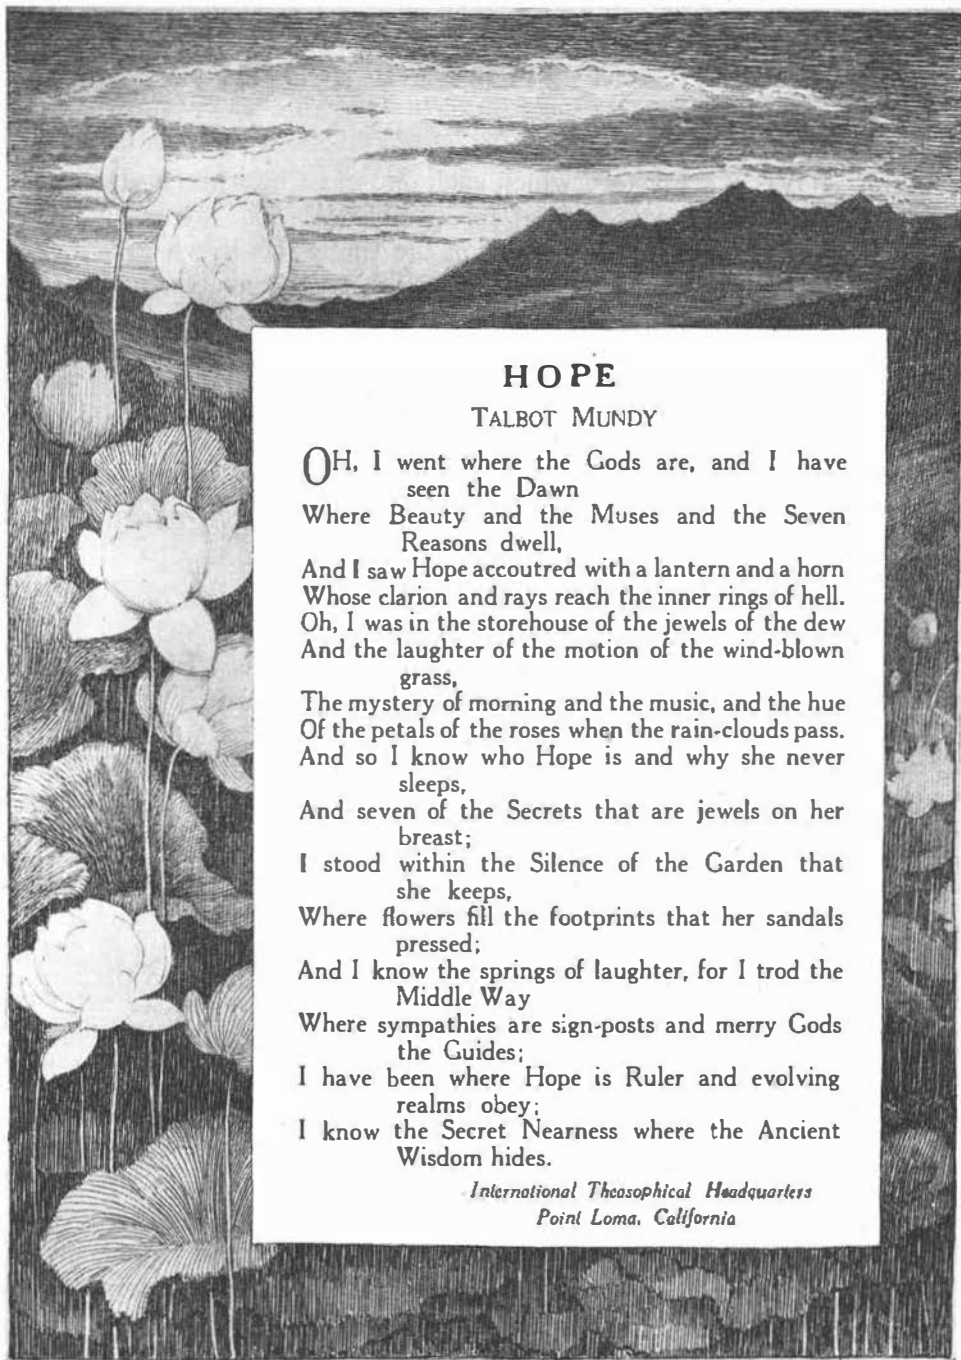 HOPE
TALBOT MUNDY
OH, I went where the Gods are, and I have
seen the Dawn
Where Beauty and the Muses and the Seven
Reasons dwell,
And I saw Hope accoutred with a lantern and a horn
Whose clarion and rays reach the inner rings of hell.
Oh, I was in the storehouse of the jewels of the dew
And the laughter of the motion of the wind-blown
grass,
The mystery of morning and the music, and the hue
Of the petals of the roses when the rain-clouds pass.
And so I know who Hope is and why she never
sleeps,
And seven of the Secrets that are jewels on her
breast;
I stood within the Silence of the Garden that
she keeps,
Where flowers fill the footprints that her sandals
pressed;
And I know the springs of laughter, for I trod the
Middle Way
Where sympathies are sign-posts and merry Gods
the Guides;
I have been where Hope is Ruler and evolving
realms obey;
I know the Secret Nearness where the Ancient
Wisdom hides.
International Theosophical Headquarters
Point Loma, California